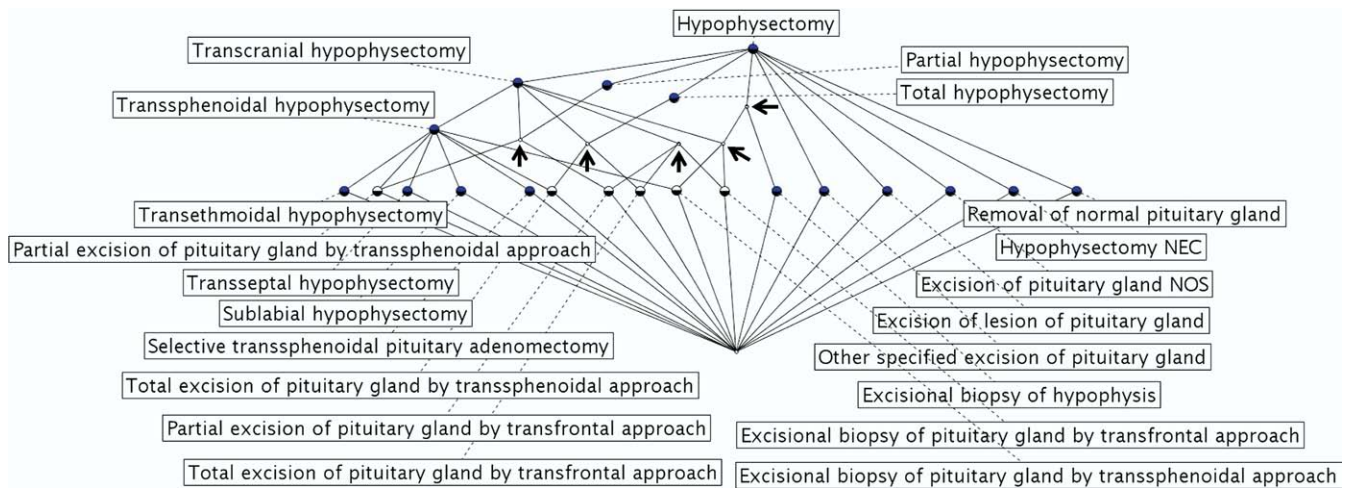 Hypophysectomy
Transcranial hypophysectomy
Partial hypophysectomy
Total hypophysectomy
Transsphenoidal hypophysectomy
Transethmoidal hypophysectomy
Removal of normal pituitary gland
Partial excision of pituitary gland by transsphenoidal approach
Hypophysectomy NEC
Transseptal hypophysectomy
Excision of pituitary gland NOS
Sublabial hypophysectomy
Excision of lesion of pituitary gland
Selective transsphenoidal pituitary adenomectomy
Other specified excision of pituitary gland
Total excision of pituitary gland by transsphenoidal approach
Excisional biopsy of hypophysis
Partial excision of pituitary gland by transfrontal approach
Excisional biopsy of pituitary gland by transfrontal approach
Total excision of pituitary gland by transfrontal approach
Excisional biopsy of pituitary gland by transsphenoidal approach